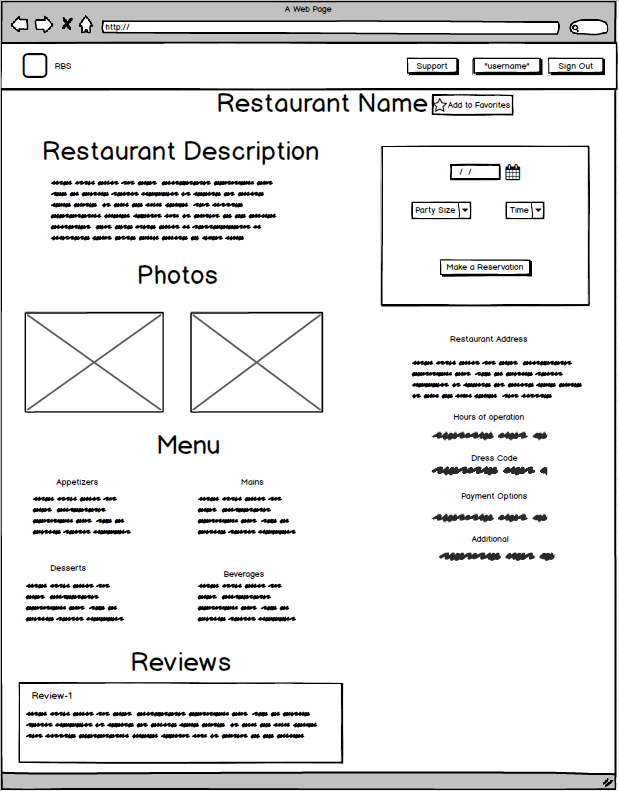 A Web Page
http://
RBS
Support
*username*
Sign Out
Restaurant Name
Add to Favorites
Restaurant Description
/ /
Party Size
Time
Make a Reservation
Photos
Restaurant Address
Hours of operation
Dress Code
Payment Options
Additional
Menu
Appetizers
Mains
Desserts
Beverages
Reviews
Review-1